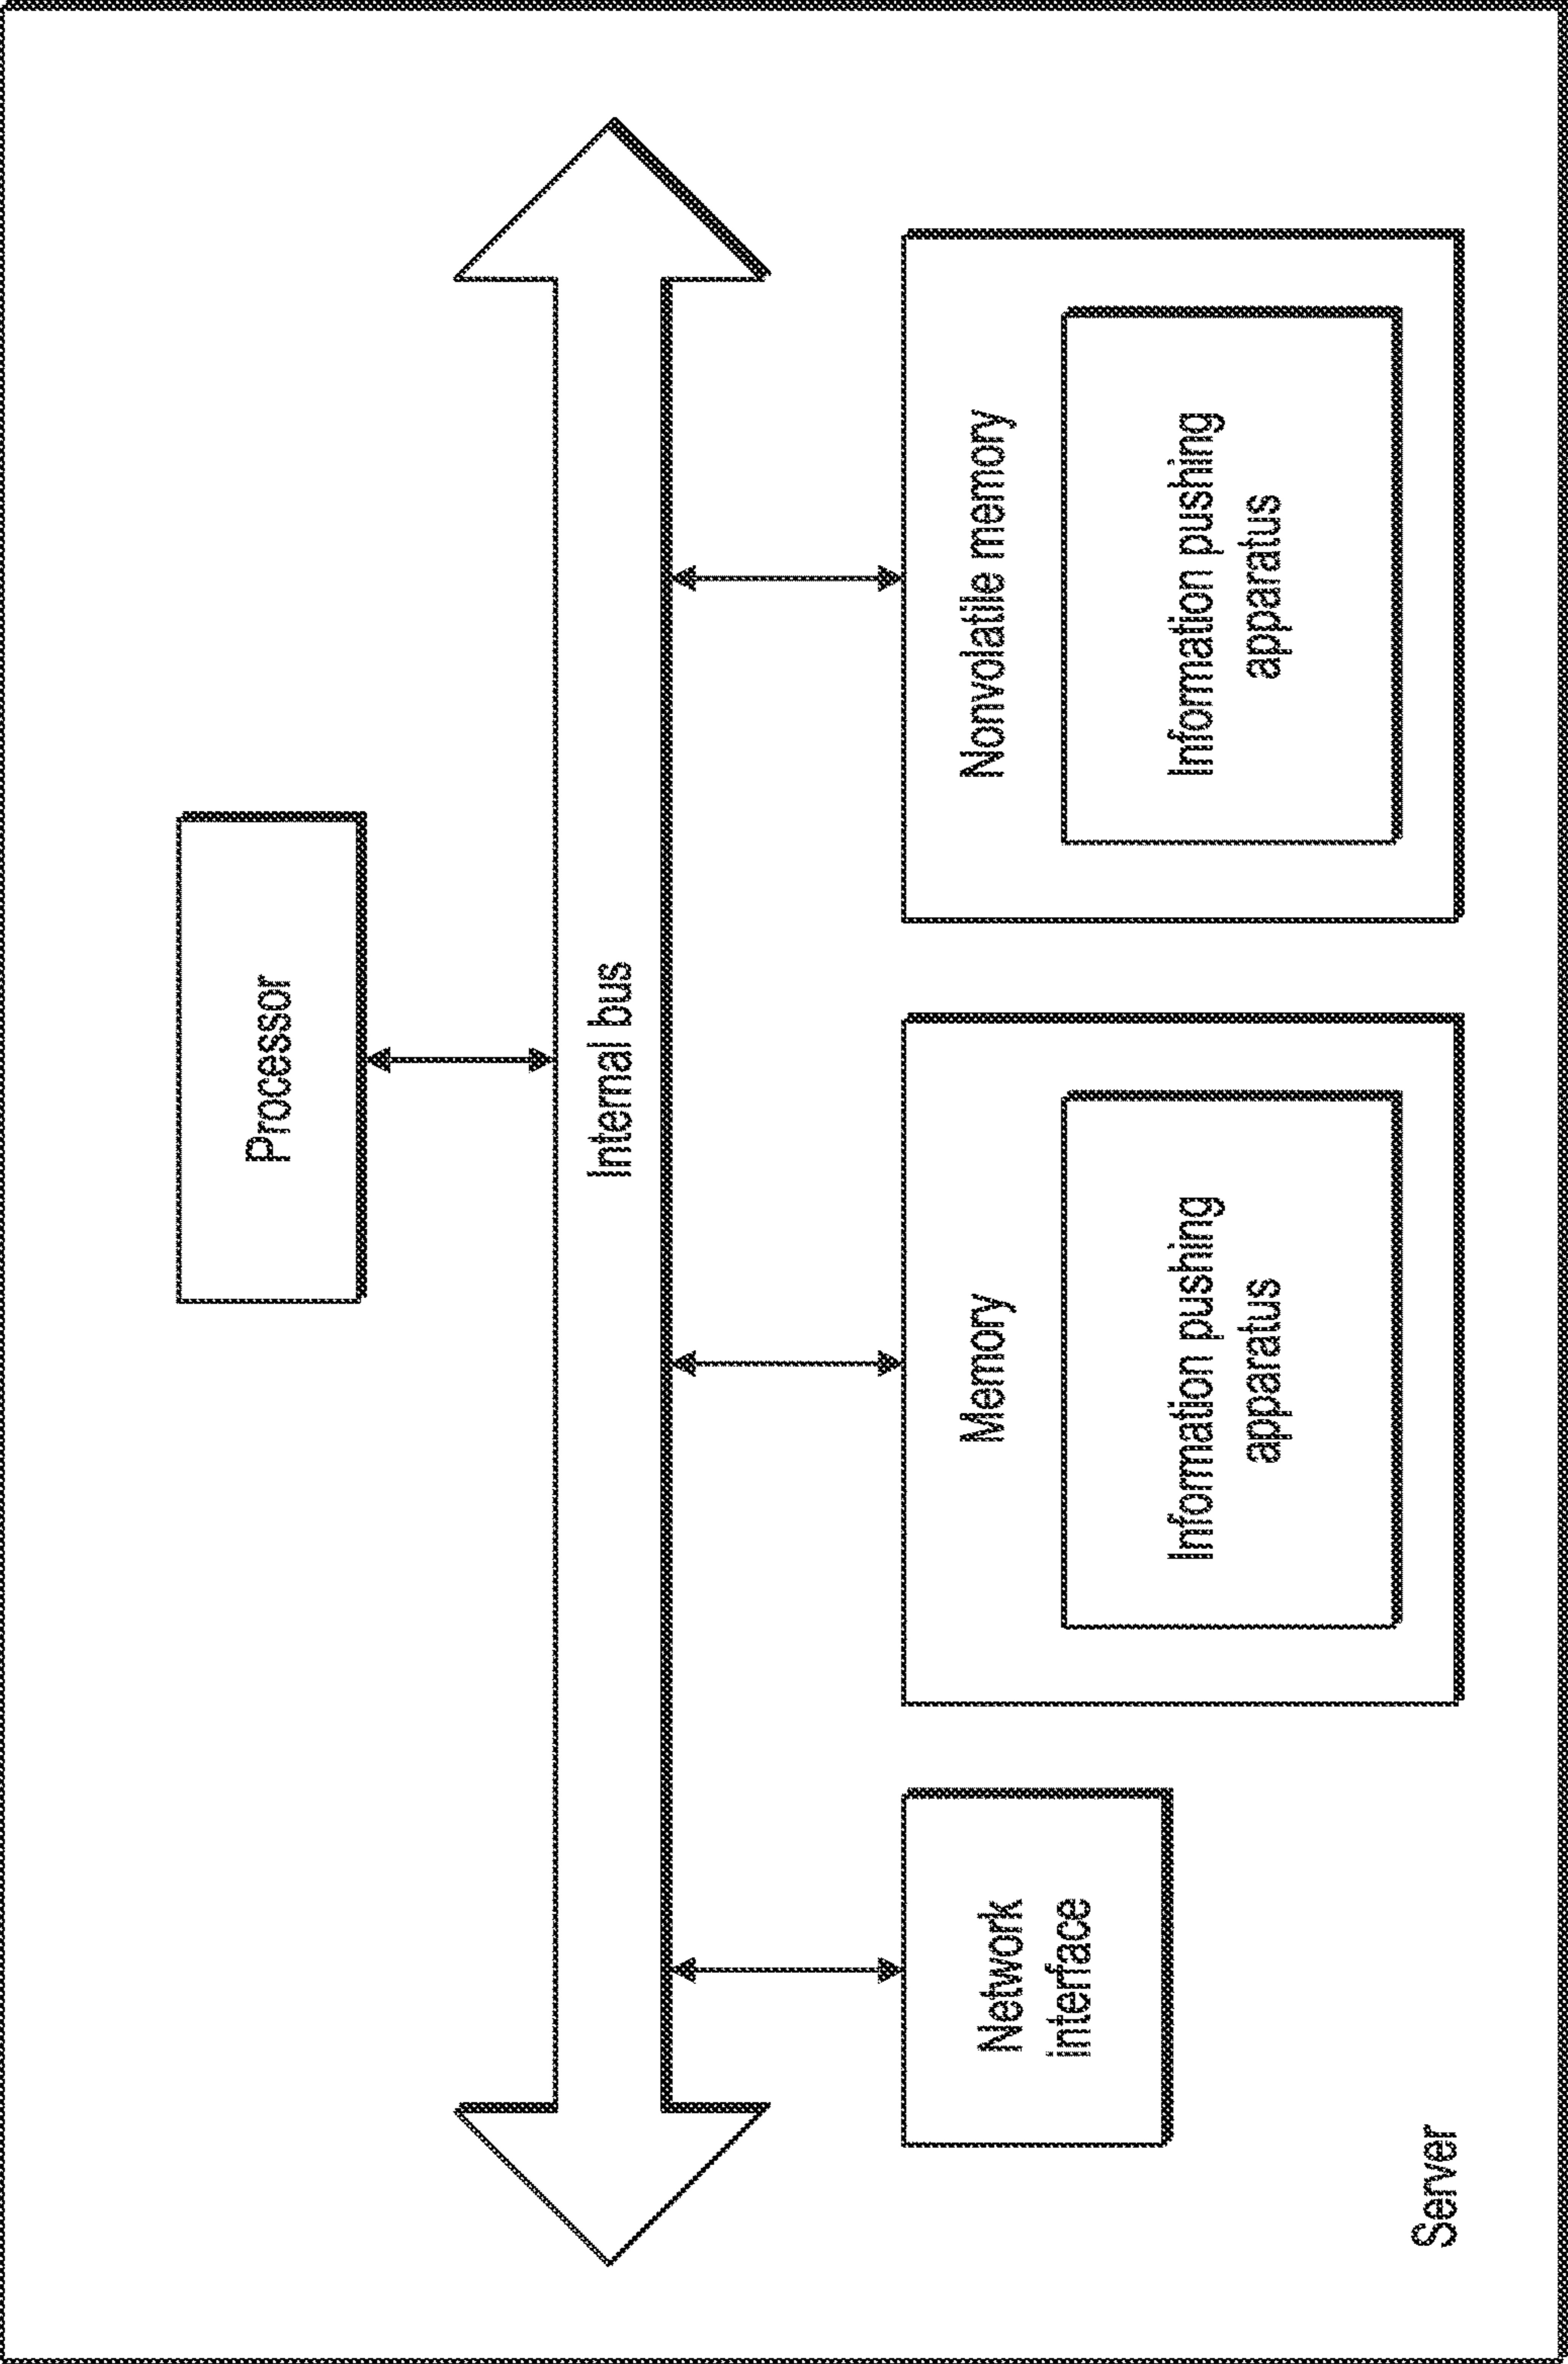 Processor
Internal bus
Network
interface
Memory
Information pushing
apparatus
Nonvolatile memory
Information pushing
apparatus
Server